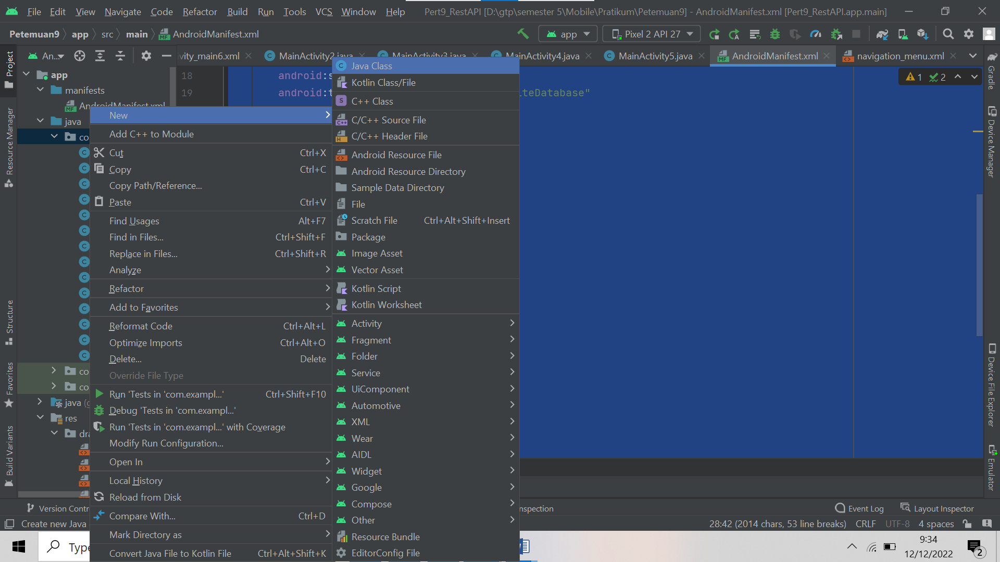 File Edit View Navigate Code Refactor Build Run Tools VCS Window Help Pert9_RestAPI [D:\gtp\semester 5\Mobile\Pratikum\Petemuan9] - AndroidManifest.xml [Pert9_RestAPI.app.main]
Petemuan9 app src main AndroidManifest.xml app Pixel 2 API 27
An... vity_main6.xml MainActivity2.java MainActivity3.java MainActivity4.java MainActivity5.java AndroidManifest.xml navigation_menu.xml
Project
Resource Manager
Structure
Favorites
Build Variants
app
manifests
AndroidManifest.xml
java
co
co
co
java (g
res
dra
18 android:s
19 android:t iteDatabase"
1 2
New
Add C++ to Module
Cut Ctrl+X
Copy Ctrl+C
Copy Path/Reference...
Paste Ctrl+V
Find Usages Alt+F7
Find in Files... Ctrl+Shift+F
Replace in Files... Ctrl+Shift+R
Analyze
Refactor
Add to Favorites
Reformat Code Ctrl+Alt+L
Optimize Imports Ctrl+Alt+O
Delete... Delete
Override File Type
Run 'Tests in 'com.exampl...' Ctrl+Shift+F10
Debug 'Tests in 'com.exampl...'
Run 'Tests in 'com.exampl...' with Coverage
Modify Run Configuration...
Open In
Local History
Reload from Disk
Compare With... Ctrl+D
Mark Directory as
Convert Java File to Kotlin File Ctrl+Alt+Shift+K
Java Class
Kotlin Class/File
C++ Class
C/C++ Source File
C/C++ Header File
Android Resource File
Android Resource Directory
Sample Data Directory
File
Scratch File Ctrl+Alt+Shift+Insert
Package
Image Asset
Vector Asset
Kotlin Script
Kotlin Worksheet
Activity
Fragment
Folder
Service
UiComponent
Automotive
XML
Wear
AIDL
Widget
Google
Compose
Other
Resource Bundle
EditorConfig File
Gradle
Device Manager
Device File Explorer
Emulator
Version Contr nspection Event Log Layout Inspector
Create new Java 28:42 (2014 chars, 53 line breaks) CRLF UTF-8 4 spaces
Type 9:34
12/12/2022 2